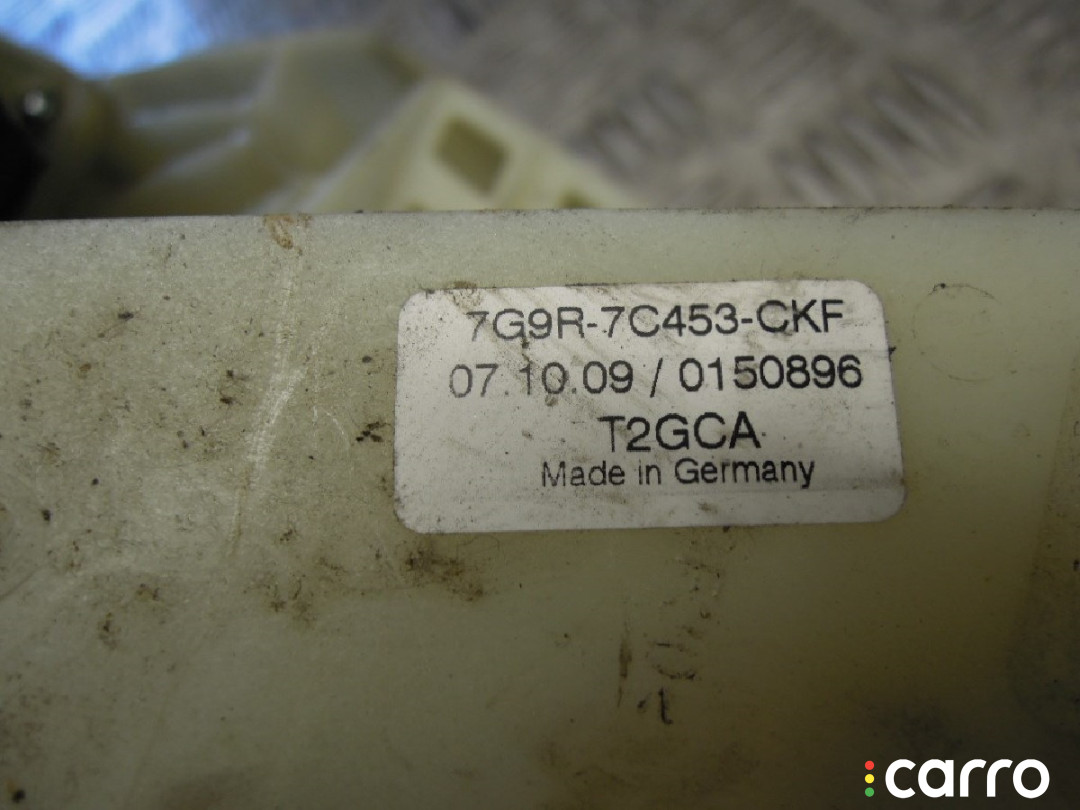 7G9R-7C453-CKF
07.10.09 / 0150896
T2GCA
Made in Germany
carro